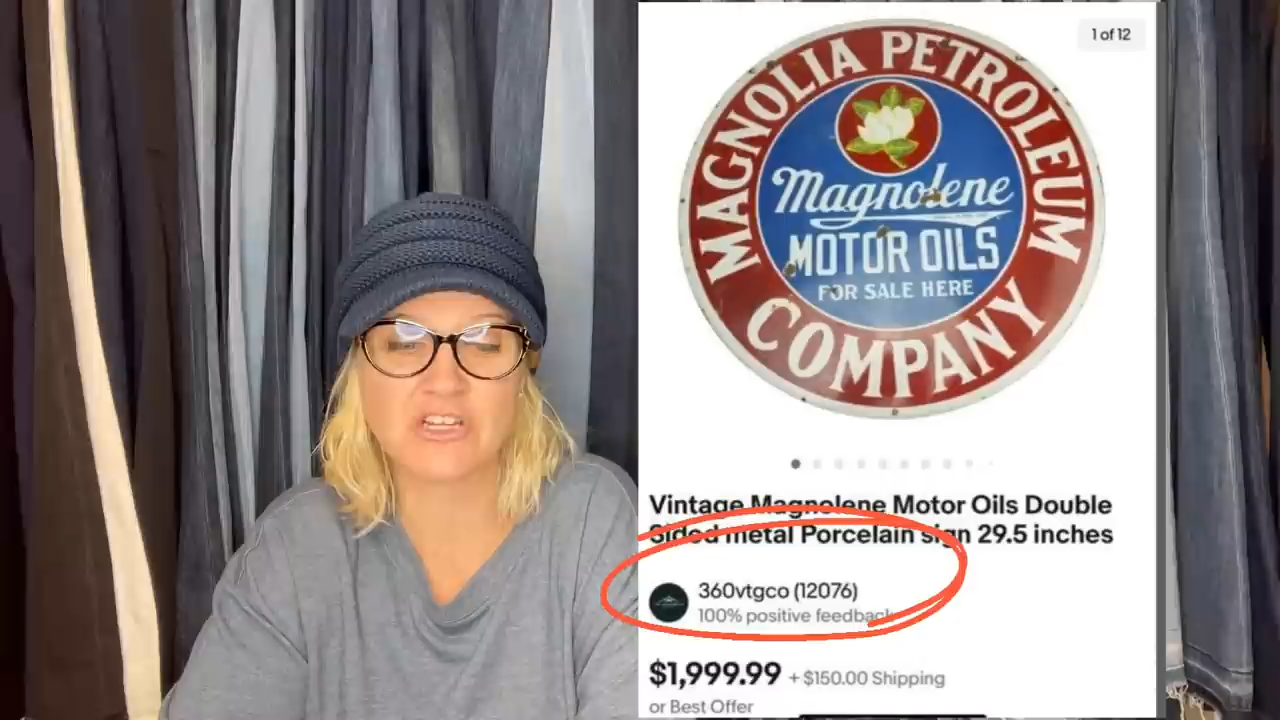 1 of 12
MAGNOLIA PETROLEUM
Magnolene
MOTOR OILS
FOR SALE HERE
COMPANY
Vintage Magnolene Motor Oils Double
Sided metal Porcelain sign 29.5 inches
360vtgco (12076)
100% positive feedback
$1,999.99 + $150.00 Shipping
or Best Offer